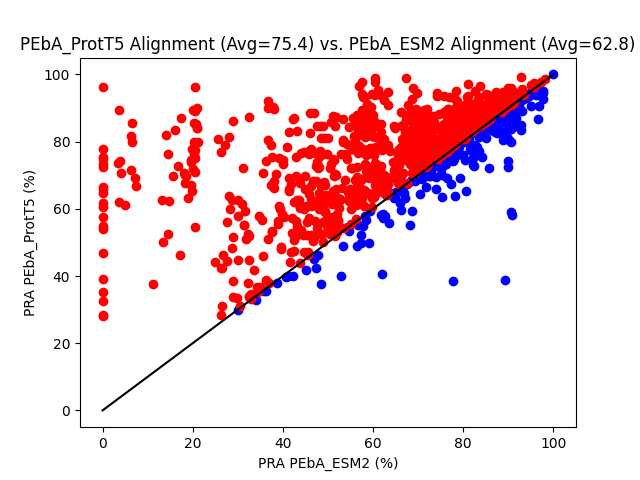 PEbA_ProtT5 Alignment (Avg=75.4) vs. PEbA_ESM2 Alignment (Avg=62.8)
100
80
60
40
20
0
PRA PEbA_ProtT5 (%)
0 20 40 60 80 100
PRA PEbA_ESM2 (%)